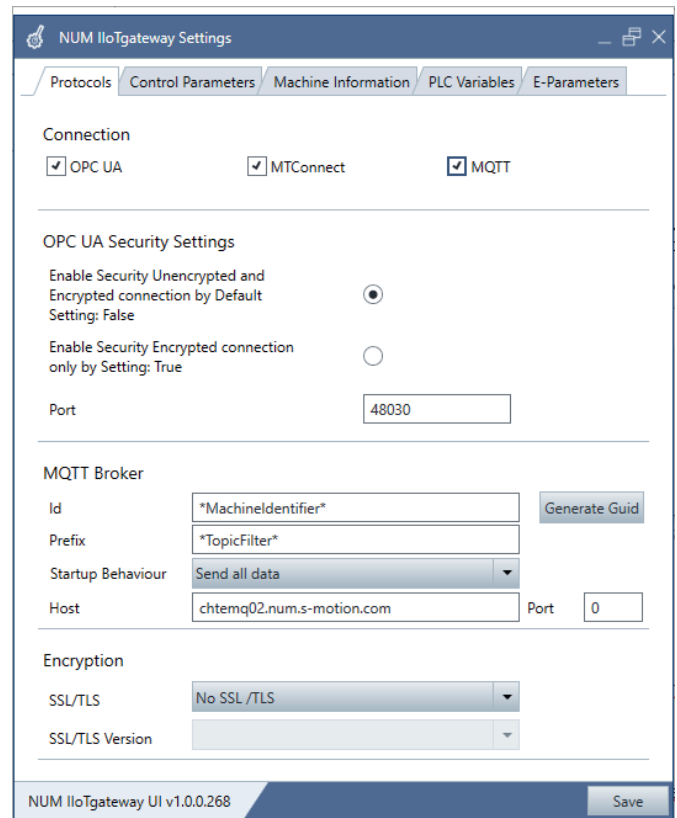 NUM IIoTgateway Settings
Protocols Control Parameters Machine Information PLC Variables E-Parameters
Connection
OPC UA MTConnect MQTT
OPC UA Security Settings
Enable Security Unencrypted and
Encrypted connection by Default
Setting: False
Enable Security Encrypted connection
only by Setting: True
Port 48030
MQTT Broker
Id *MachineIdentifier* Generate Guid
Prefix *TopicFilter*
Startup Behaviour Send all data
Host chtemq02.num.s-motion.com Port 0
Encryption
SSL/TLS No SSL /TLS
SSL/TLS Version
NUM IIoTgateway UI v1.0.0.268 Save